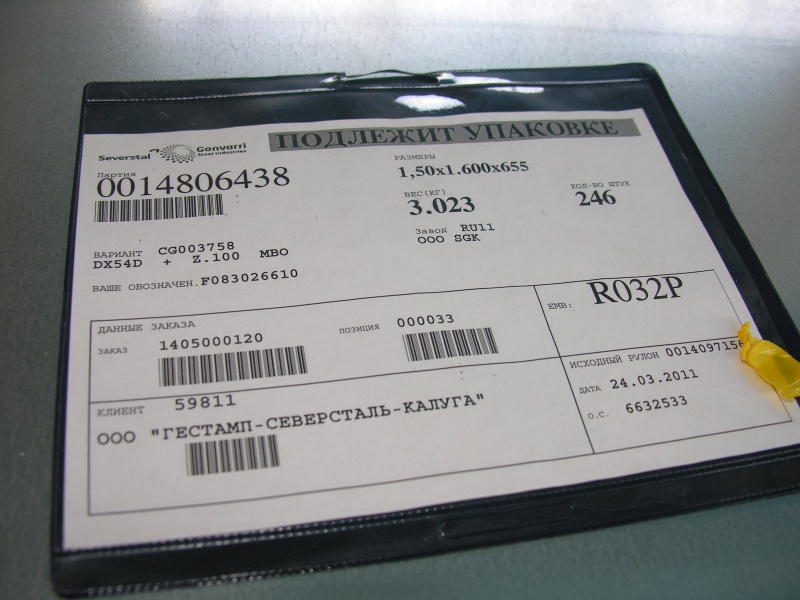 ПОДЛЕЖИТ УПАКОВКЕ
Severstal Gonvarri
Steel Industries
Партия
0014806438
РАЗМЕРЫ
1,50x1.600x655
ВЕС(КГ)
3.023
КОЛ-ВО ШТУК
246
Завод RU11
ООО SGK
ВАРИАНТ CG003758
DX54D + Z.100 MBO
ВАШЕ ОБОЗНАЧЕН.F083026610
ДАННЫЕ ЗАКАЗА
ЗАКАЗ 1405000120
ПОЗИЦИЯ 000033
EMB: R032P
КЛИЕНТ 59811
ООО "ГЕСТАМП-СЕВЕРСТАЛЬ-КАЛУГА"
ИСХОДНЫЙ РУЛОН 0014097156
ДАТА 24.03.2011
О.С. 6632533